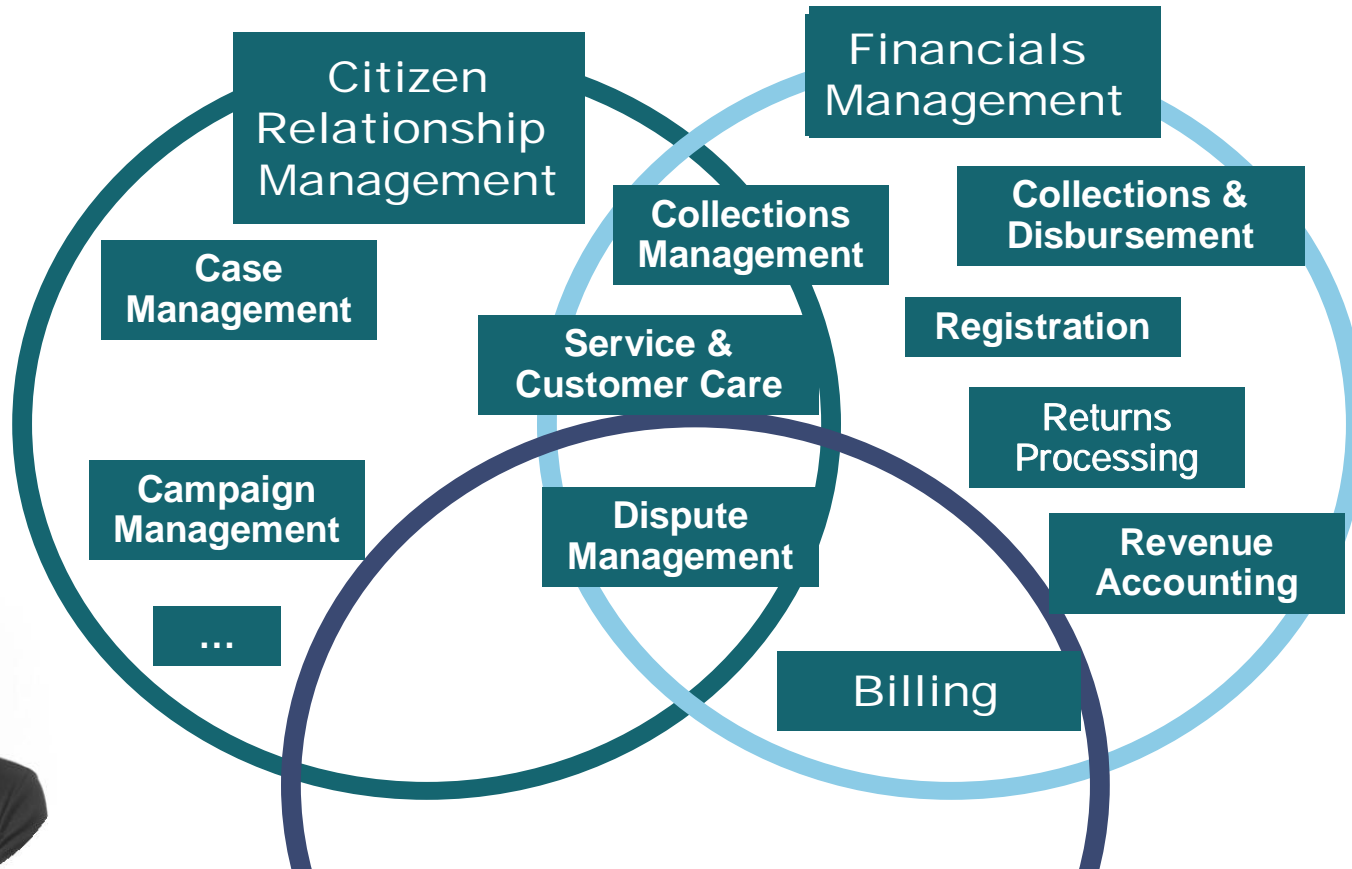 Citizen
Relationship
Management
Financials
Management
Collections
Management
Collections &
Disbursement
Case
Management
Registration
Service &
Customer Care
Returns
Processing
Campaign
Management
Dispute
Management
Revenue
Accounting
...
Billing